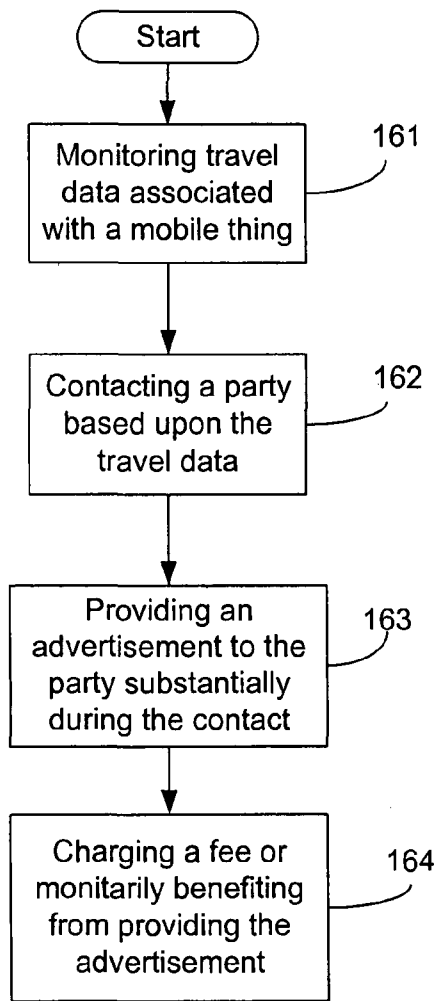 Start
Monitoring travel
data associated
with a mobile thing
161
Contacting a party
based upon the
travel data
162
Providing an
advertisement to the
party substantially
during the contact
163
Charging a fee or
monitarily benefiting
from providing the
advertisement
164